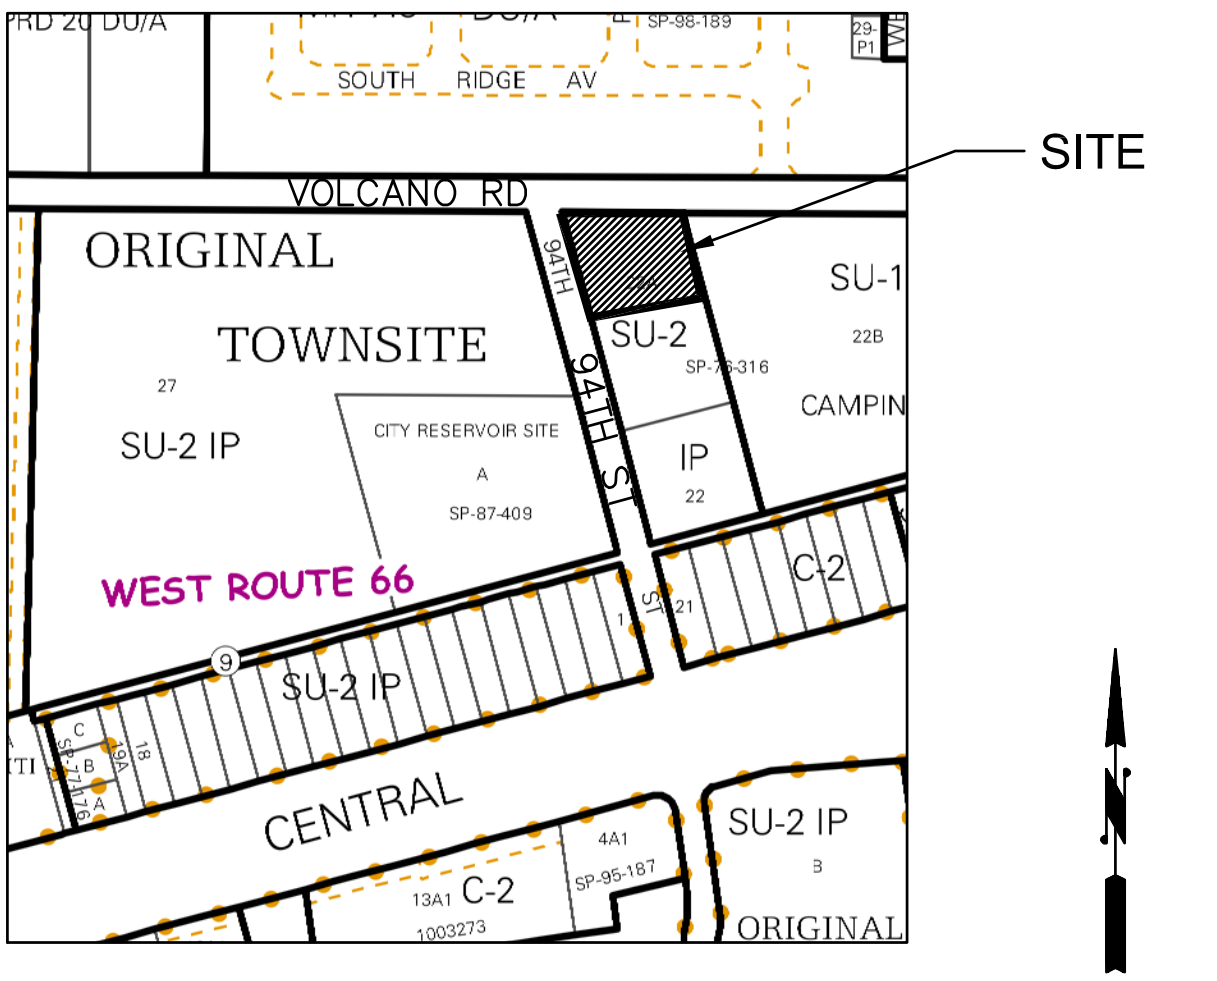 PRD 20 DU/A
DU/A
SP-98-189
29-
P1
SOUTH RIDGE AV
SITE
VOLCANO RD
ORIGINAL
94TH
SU-1
TOWNSITE
SU-2
22B
27
SP-76-316
94TH ST
CAMPIN
CITY RESERVOIR SITE
SU-2 IP
IP
A
22
SP-87-409
WEST ROUTE 66
C-2
ST
21
1
9
SU-2 IP
C
18
19A
B
SP-77-176
A
CENTRAL
SU-2 IP
4A1
B
SP-95-187
13A1
C-2
1003273
ORIGINAL
N